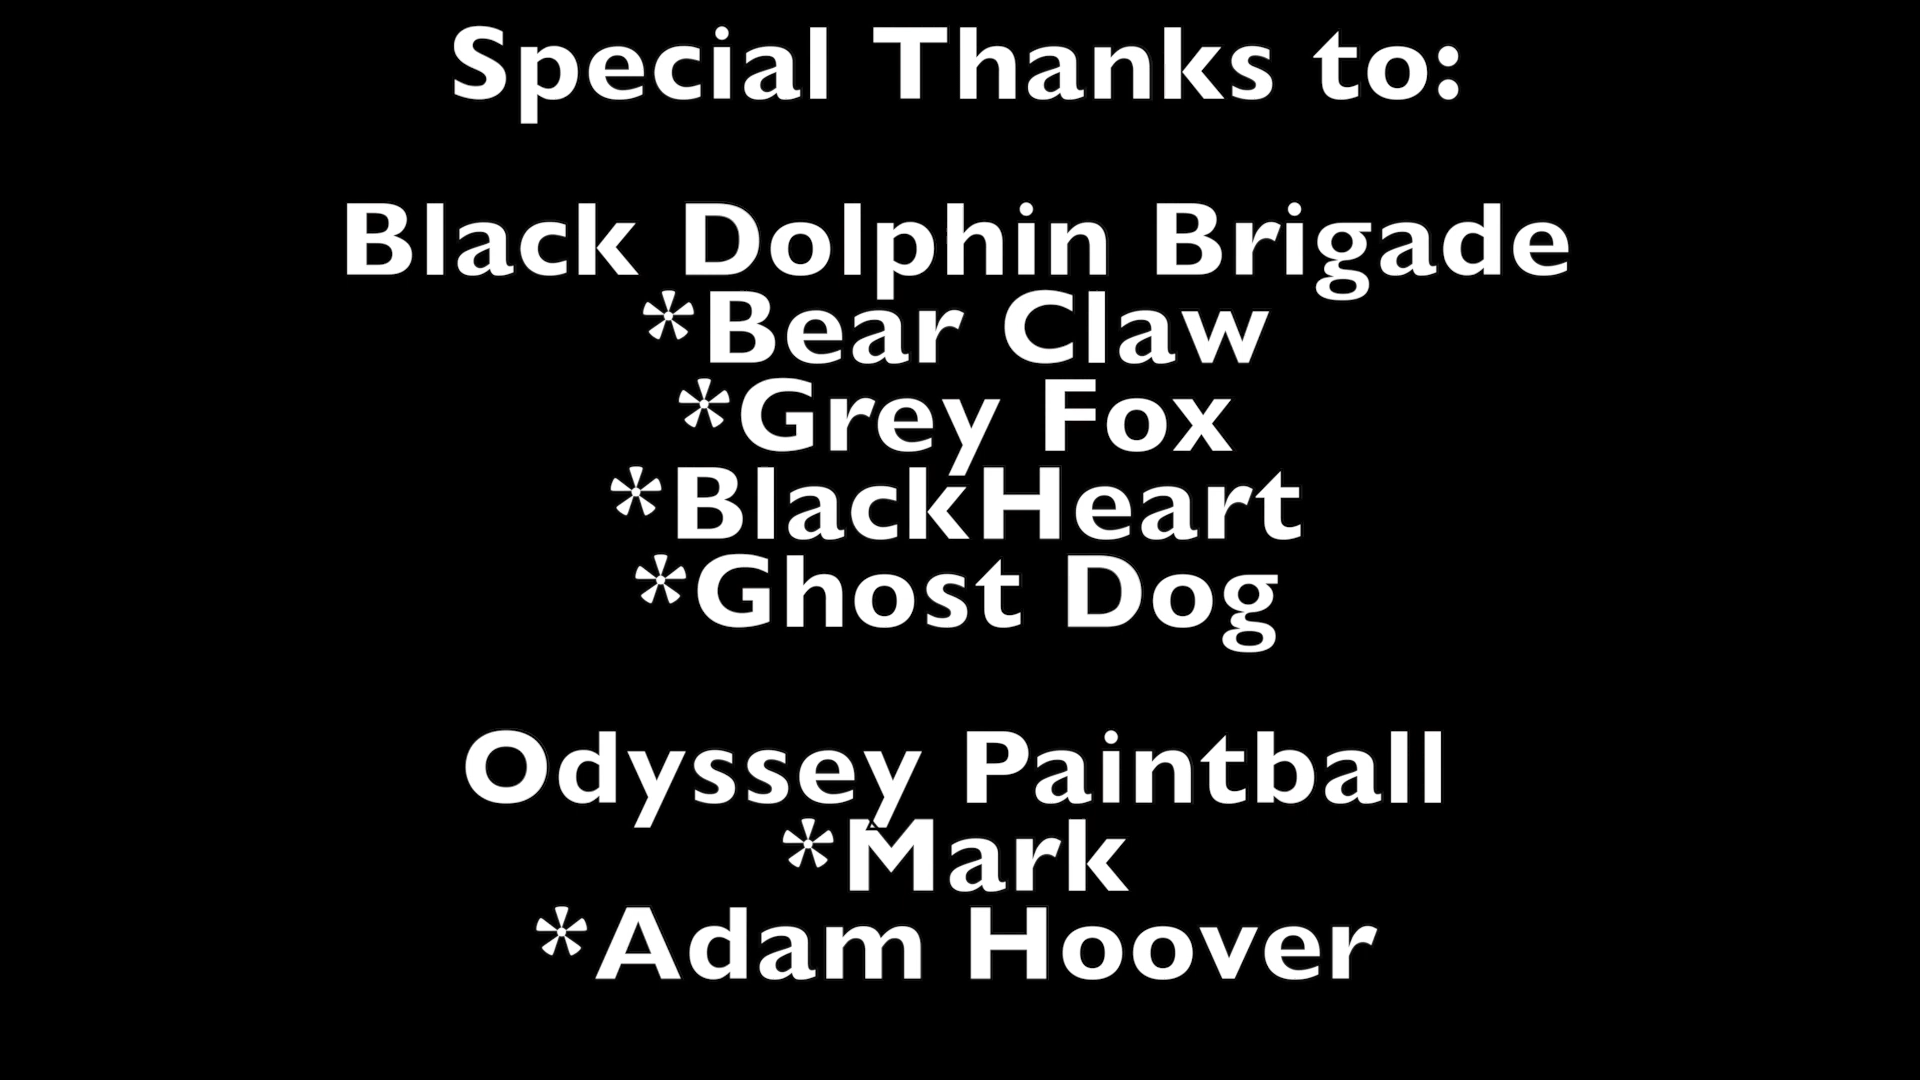 Special Thanks to:
Black Dolphin Brigade
*Bear Claw
*Grey Fox
*BlackHeart
*Ghost Dog
Odyssey Paintball
*Mark
*Adam Hoover